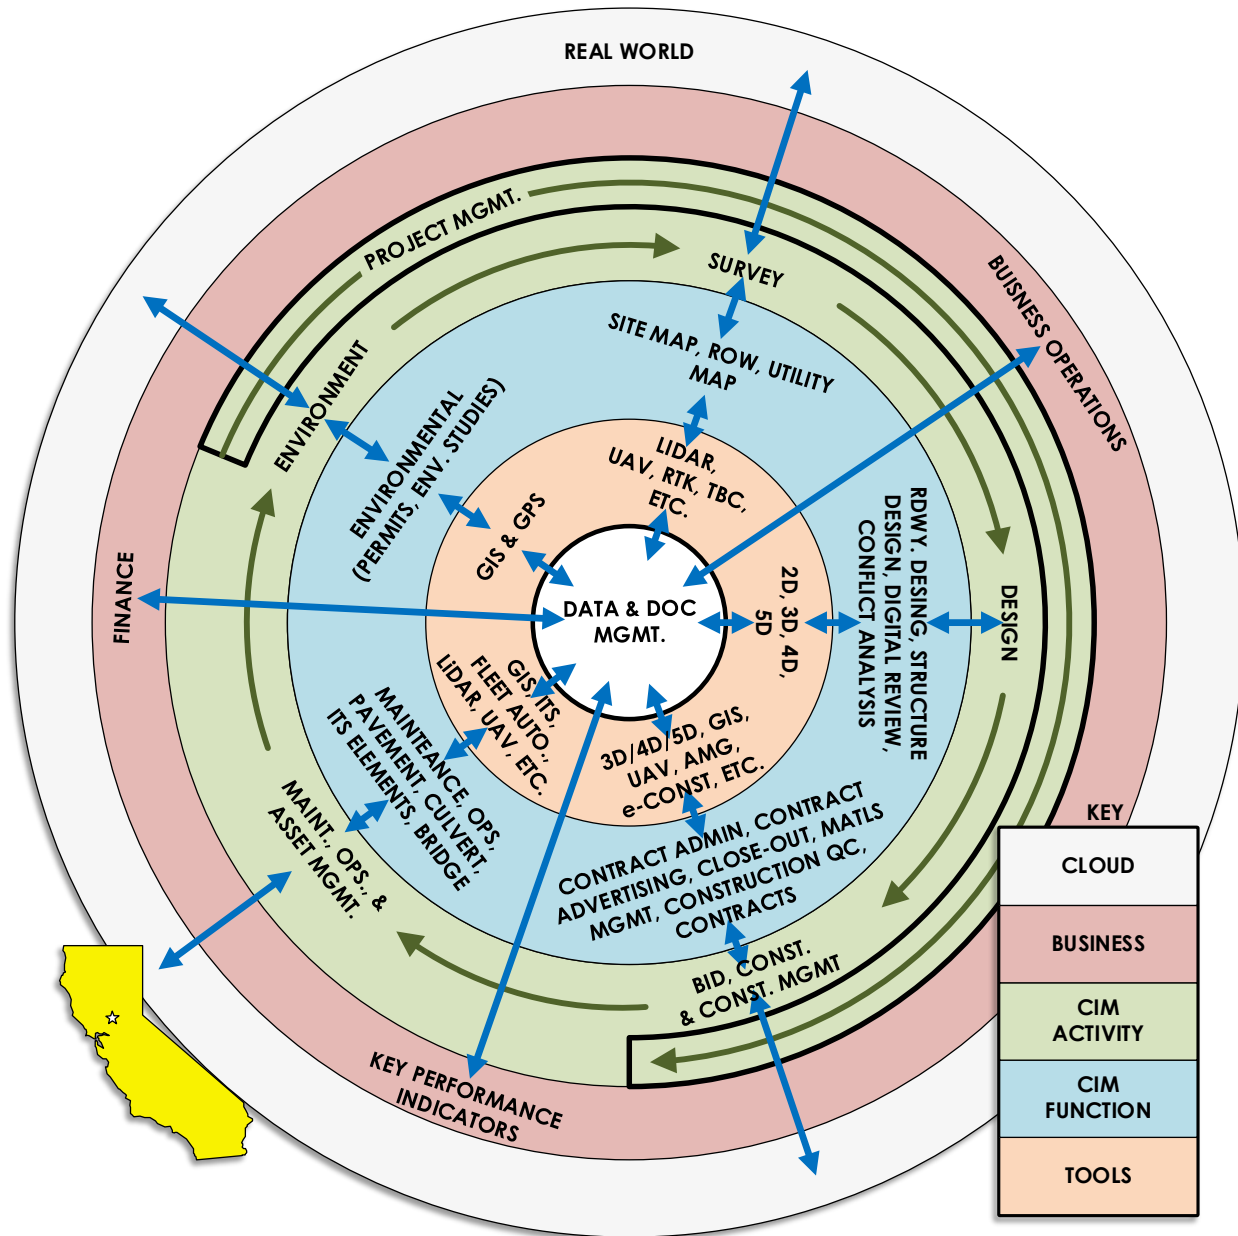 REAL WORLD
PROJECT MGMT.
SURVEY
BUISNESS OPERATIONS
SITE MAP, ROW, UTILITY
MAP
ENVIRONMENT
ENVIRONMENTAL
(PERMITS, ENV. STUDIES)
LIDAR,
UAV, RTK, TBC,
ETC.
GIS & GPS
RDWY. DESING, STRUCTURE
DESIGN, DIGITAL REVIEW,
CONFLICT ANALYSIS
2D, 3D, 4D,
5D
DESIGN
FINANCE
DATA & DOC
MGMT.
GIS, ITS,
FLEET AUTO.,
LiDAR, UAV, ETC.
3D/4D/5D, GIS,
UAV, AMG,
e-CONST, ETC.
MAINTEANCE, OPS,
PAVEMENT, CULVERT,
ITS ELEMENTS, BRIDGE
MAINT., OPS., &
ASSET MGMT.
CONTRACT ADMIN, CONTRACT
ADVERTISING, CLOSE-OUT, MATLS
MGMT, CONSTRUCTION QC,
CONTRACTS
BID, CONST.
& CONST. MGMT
KEY PERFORMANCE
INDICATORS
KEY
CLOUD
BUSINESS
CIM
ACTIVITY
CIM
FUNCTION
TOOLS